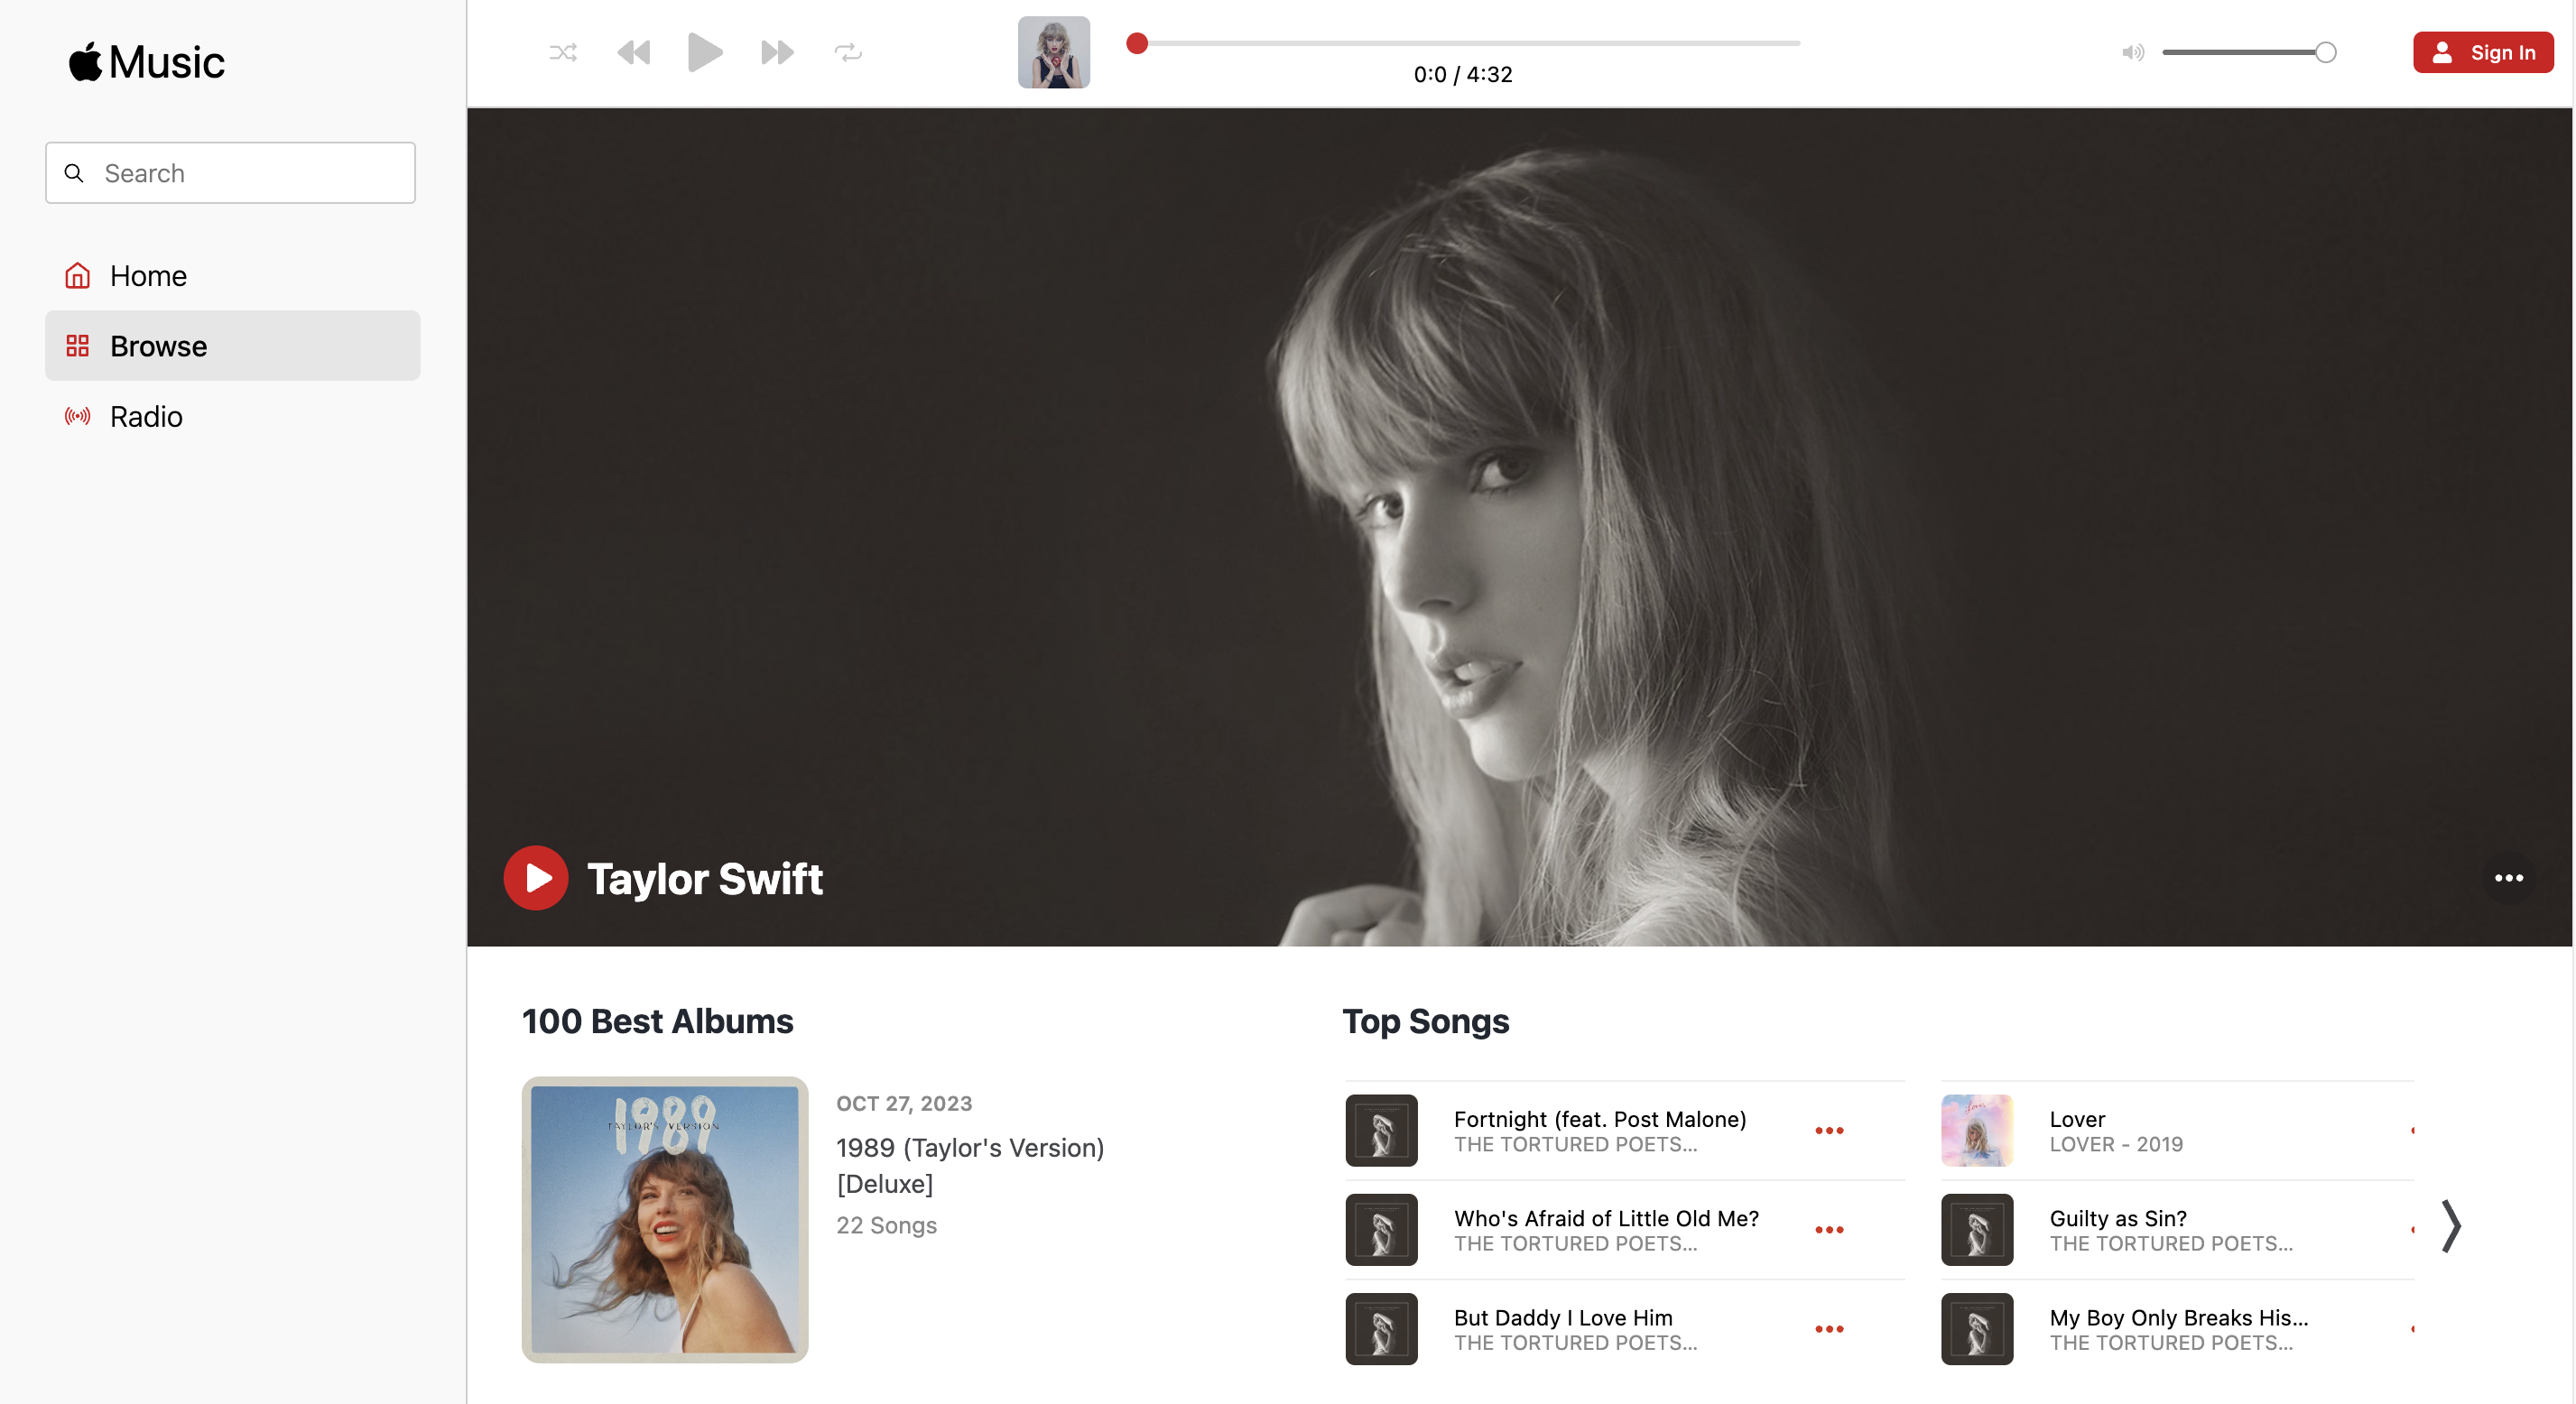 Music
Search
Home
Browse
Radio
0:0 / 4:32
Sign In
Taylor Swift
100 Best Albums
1989
TAYLOR'S VERSION
OCT 27, 2023
1989 (Taylor's Version)
[Deluxe]
22 Songs
Top Songs
Fortnight (feat. Post Malone)
THE TORTURED POETS...
Who's Afraid of Little Old Me?
THE TORTURED POETS...
But Daddy I Love Him
THE TORTURED POETS...
Lover
Lover
LOVER - 2019
Guilty as Sin?
THE TORTURED POETS...
My Boy Only Breaks His...
THE TORTURED POETS...